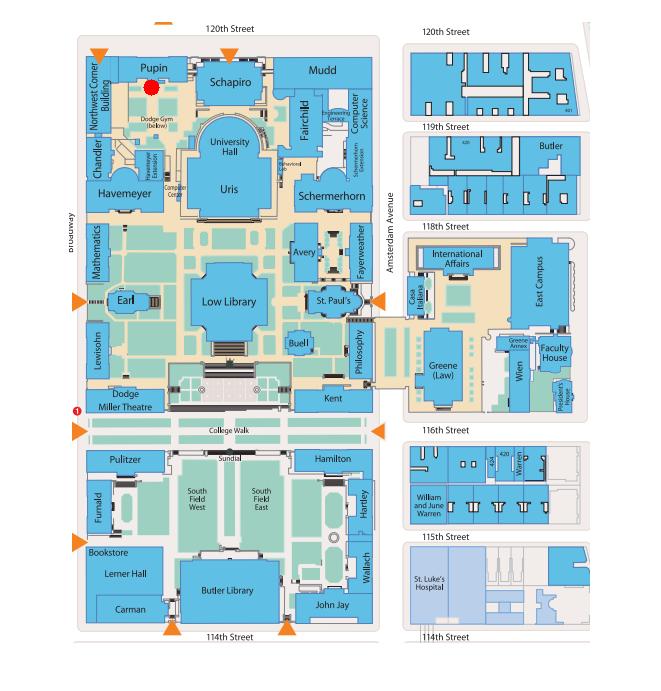 120th Street
120th Street
Pupin
Schapiro
Mudd
Northwest Corner
Building
Dodge Gym
(below)
Fairchild
Engineering
Terrace
Computer
Science
401
119th Street
University
Hall
Uris
Chandler
Havemeyer
Extension
Computer
Center
Schermerhorn
Extension
Havemeyer
Schermerhorn
420
Butler
118th Street
Broadway
Amsterdam Avenue
Mathematics
Avery
Fayerweather
International
Affairs
East Campus
Casa
Italiana
Earl
Low Library
St. Paul's
Lewisohn
Buell
Philosophy
Greene
(Law)
Greene
Annex
Wien
Faculty
House
President's
House
Dodge
Miller Theatre
Kent
1
College Walk
116th Street
Pulitzer
Sundial
Hamilton
424
420
Warren
Furnald
South
Field
West
South
Field
East
Hartley
William
and June
Warren
115th Street
Bookstore
Lerner Hall
Wallach
St. Luke's
Hospital
Butler Library
Carman
John Jay
114th Street
114th Street